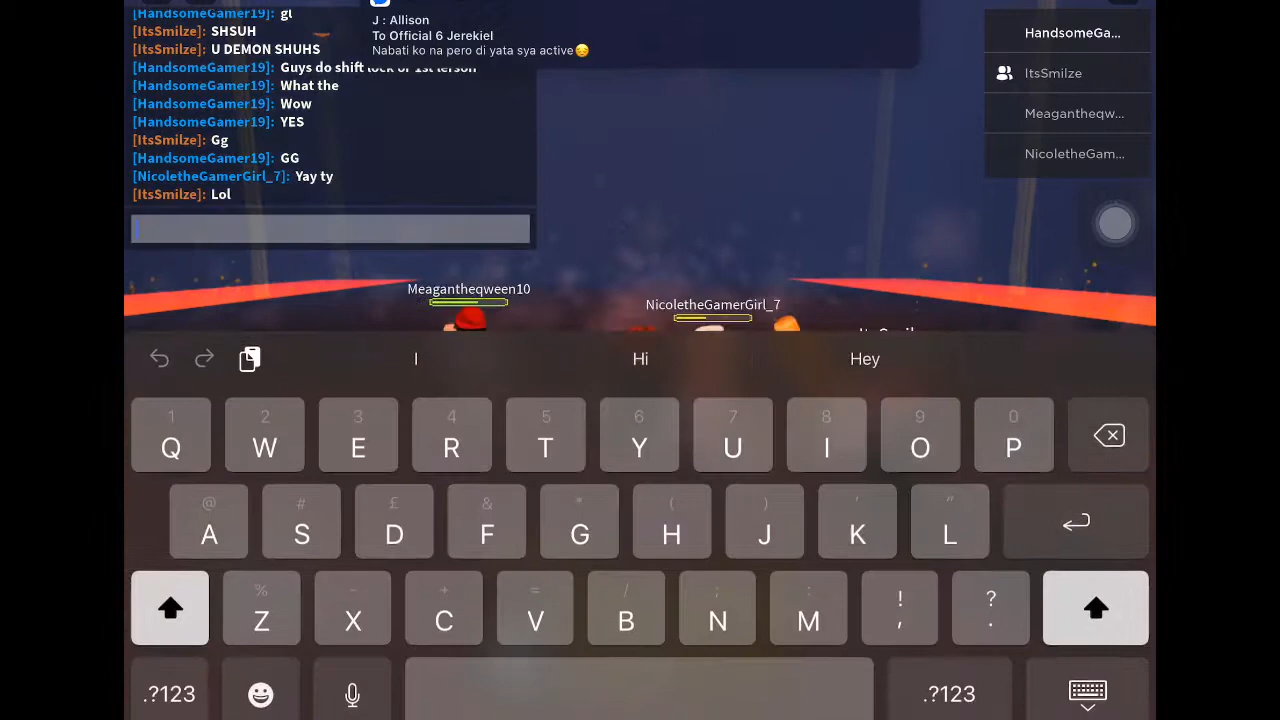 [HandsomeGamer19]: gl
[ItsSmilze]: SHSUH
[ItsSmilze]: U DEMON SHUHS
[HandsomeGamer19]: Guys do shift lock or 1st lerson
[HandsomeGamer19]: What the
[HandsomeGamer19]: Wow
[HandsomeGamer19]: YES
[ItsSmilze]: Gg
[HandsomeGamer19]: GG
[NicoletheGamerGirl_7]: Yay ty
[ItsSmilze]: Lol
J : Allison
To Official 6 Jerekiel
Nabati ko na pero di yata sya active😔
HandsomeGa...
ItsSmilze
Meagantheqw...
NicoletheGam...
Meagantheqween10
NicoletheGamerGirl_7
I Hi Hey
1 2 3 4 5 6 7 8 9 0
Q W E R T Y U I O P
@ # £ & * ( ) ' "
A S D F G H J K L
% - + = / ; : ! ?
Z X C V B N M , .
.?123 .?123